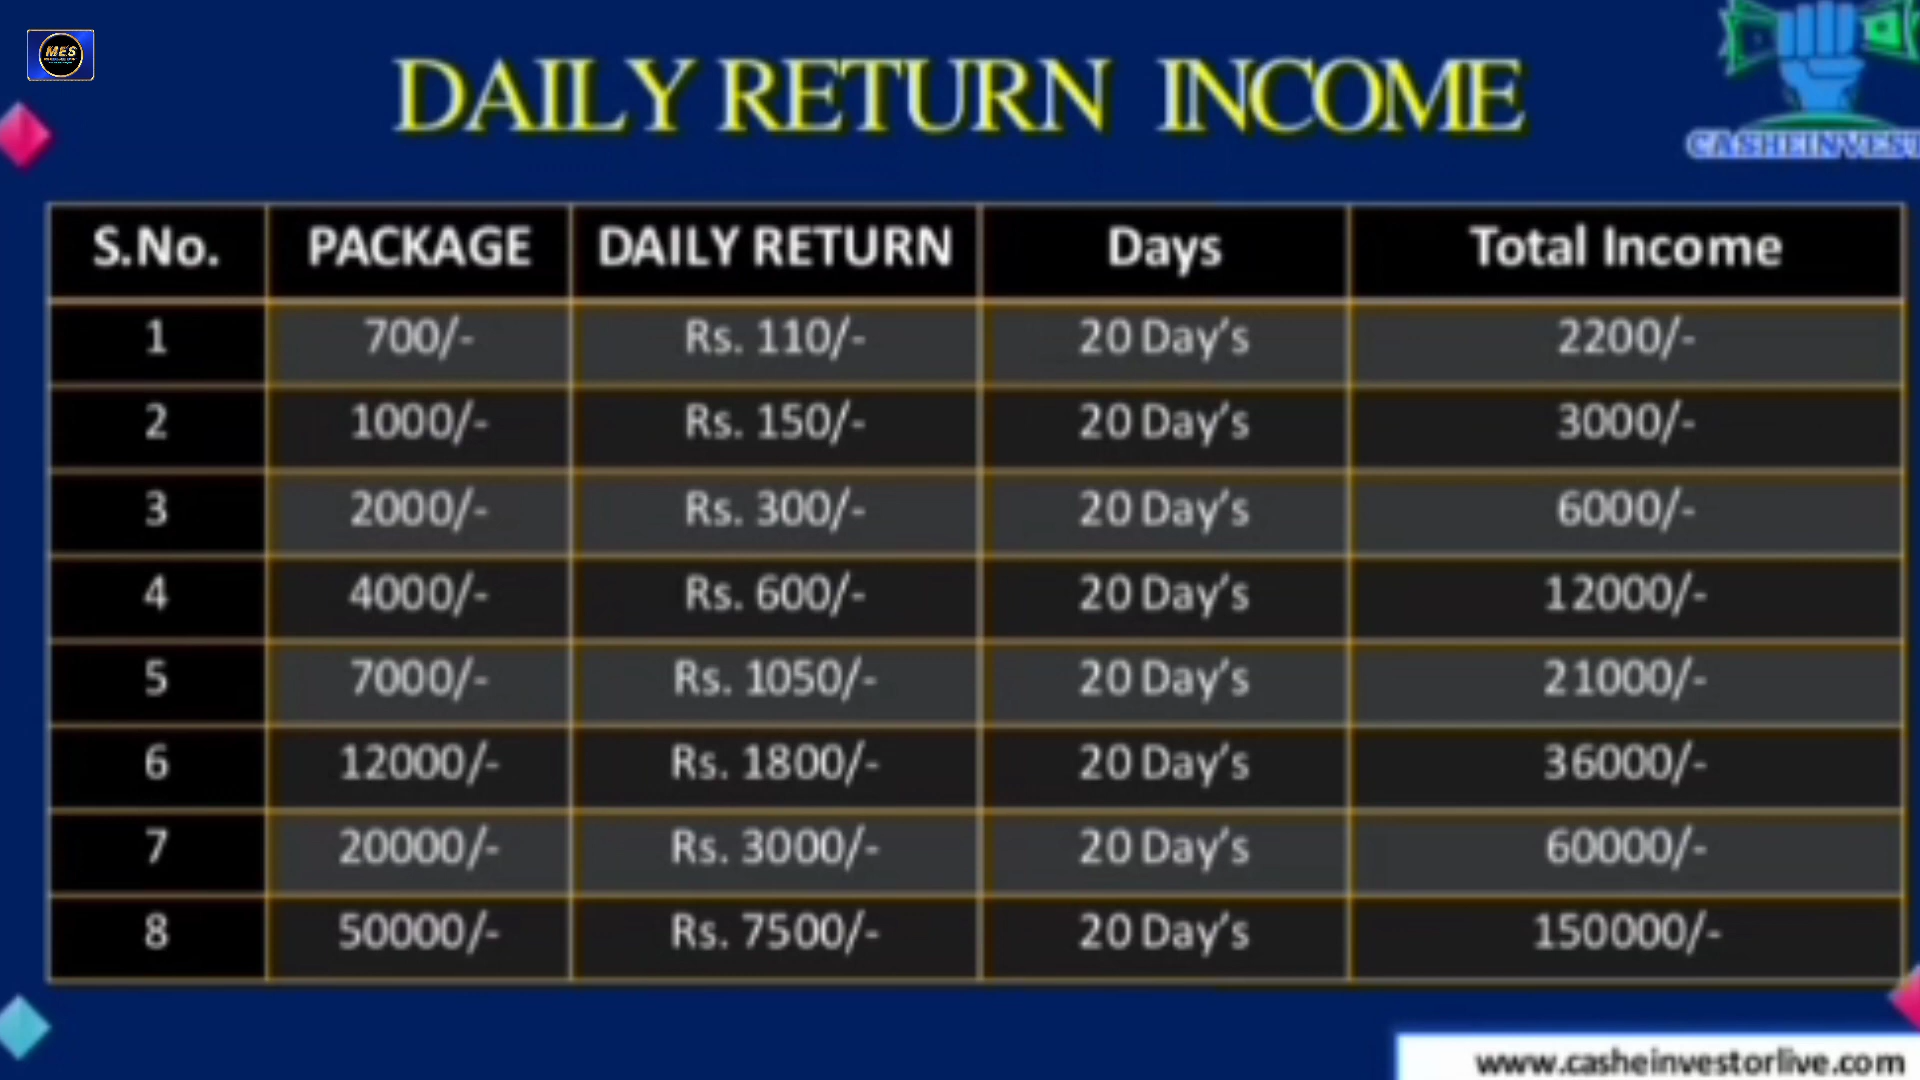 MES
DAILY RETURN INCOME
CASHEINVEST
S.No. PACKAGE DAILY RETURN Days Total Income
1 700/- Rs. 110/- 20 Day’s 2200/-
2 1000/- Rs. 150/- 20 Day’s 3000/-
3 2000/- Rs. 300/- 20 Day’s 6000/-
4 4000/- Rs. 600/- 20 Day’s 12000/-
5 7000/- Rs. 1050/- 20 Day’s 21000/-
6 12000/- Rs. 1800/- 20 Day’s 36000/-
7 20000/- Rs. 3000/- 20 Day’s 60000/-
8 50000/- Rs. 7500/- 20 Day’s 150000/-
www.casheinvestorlive.com